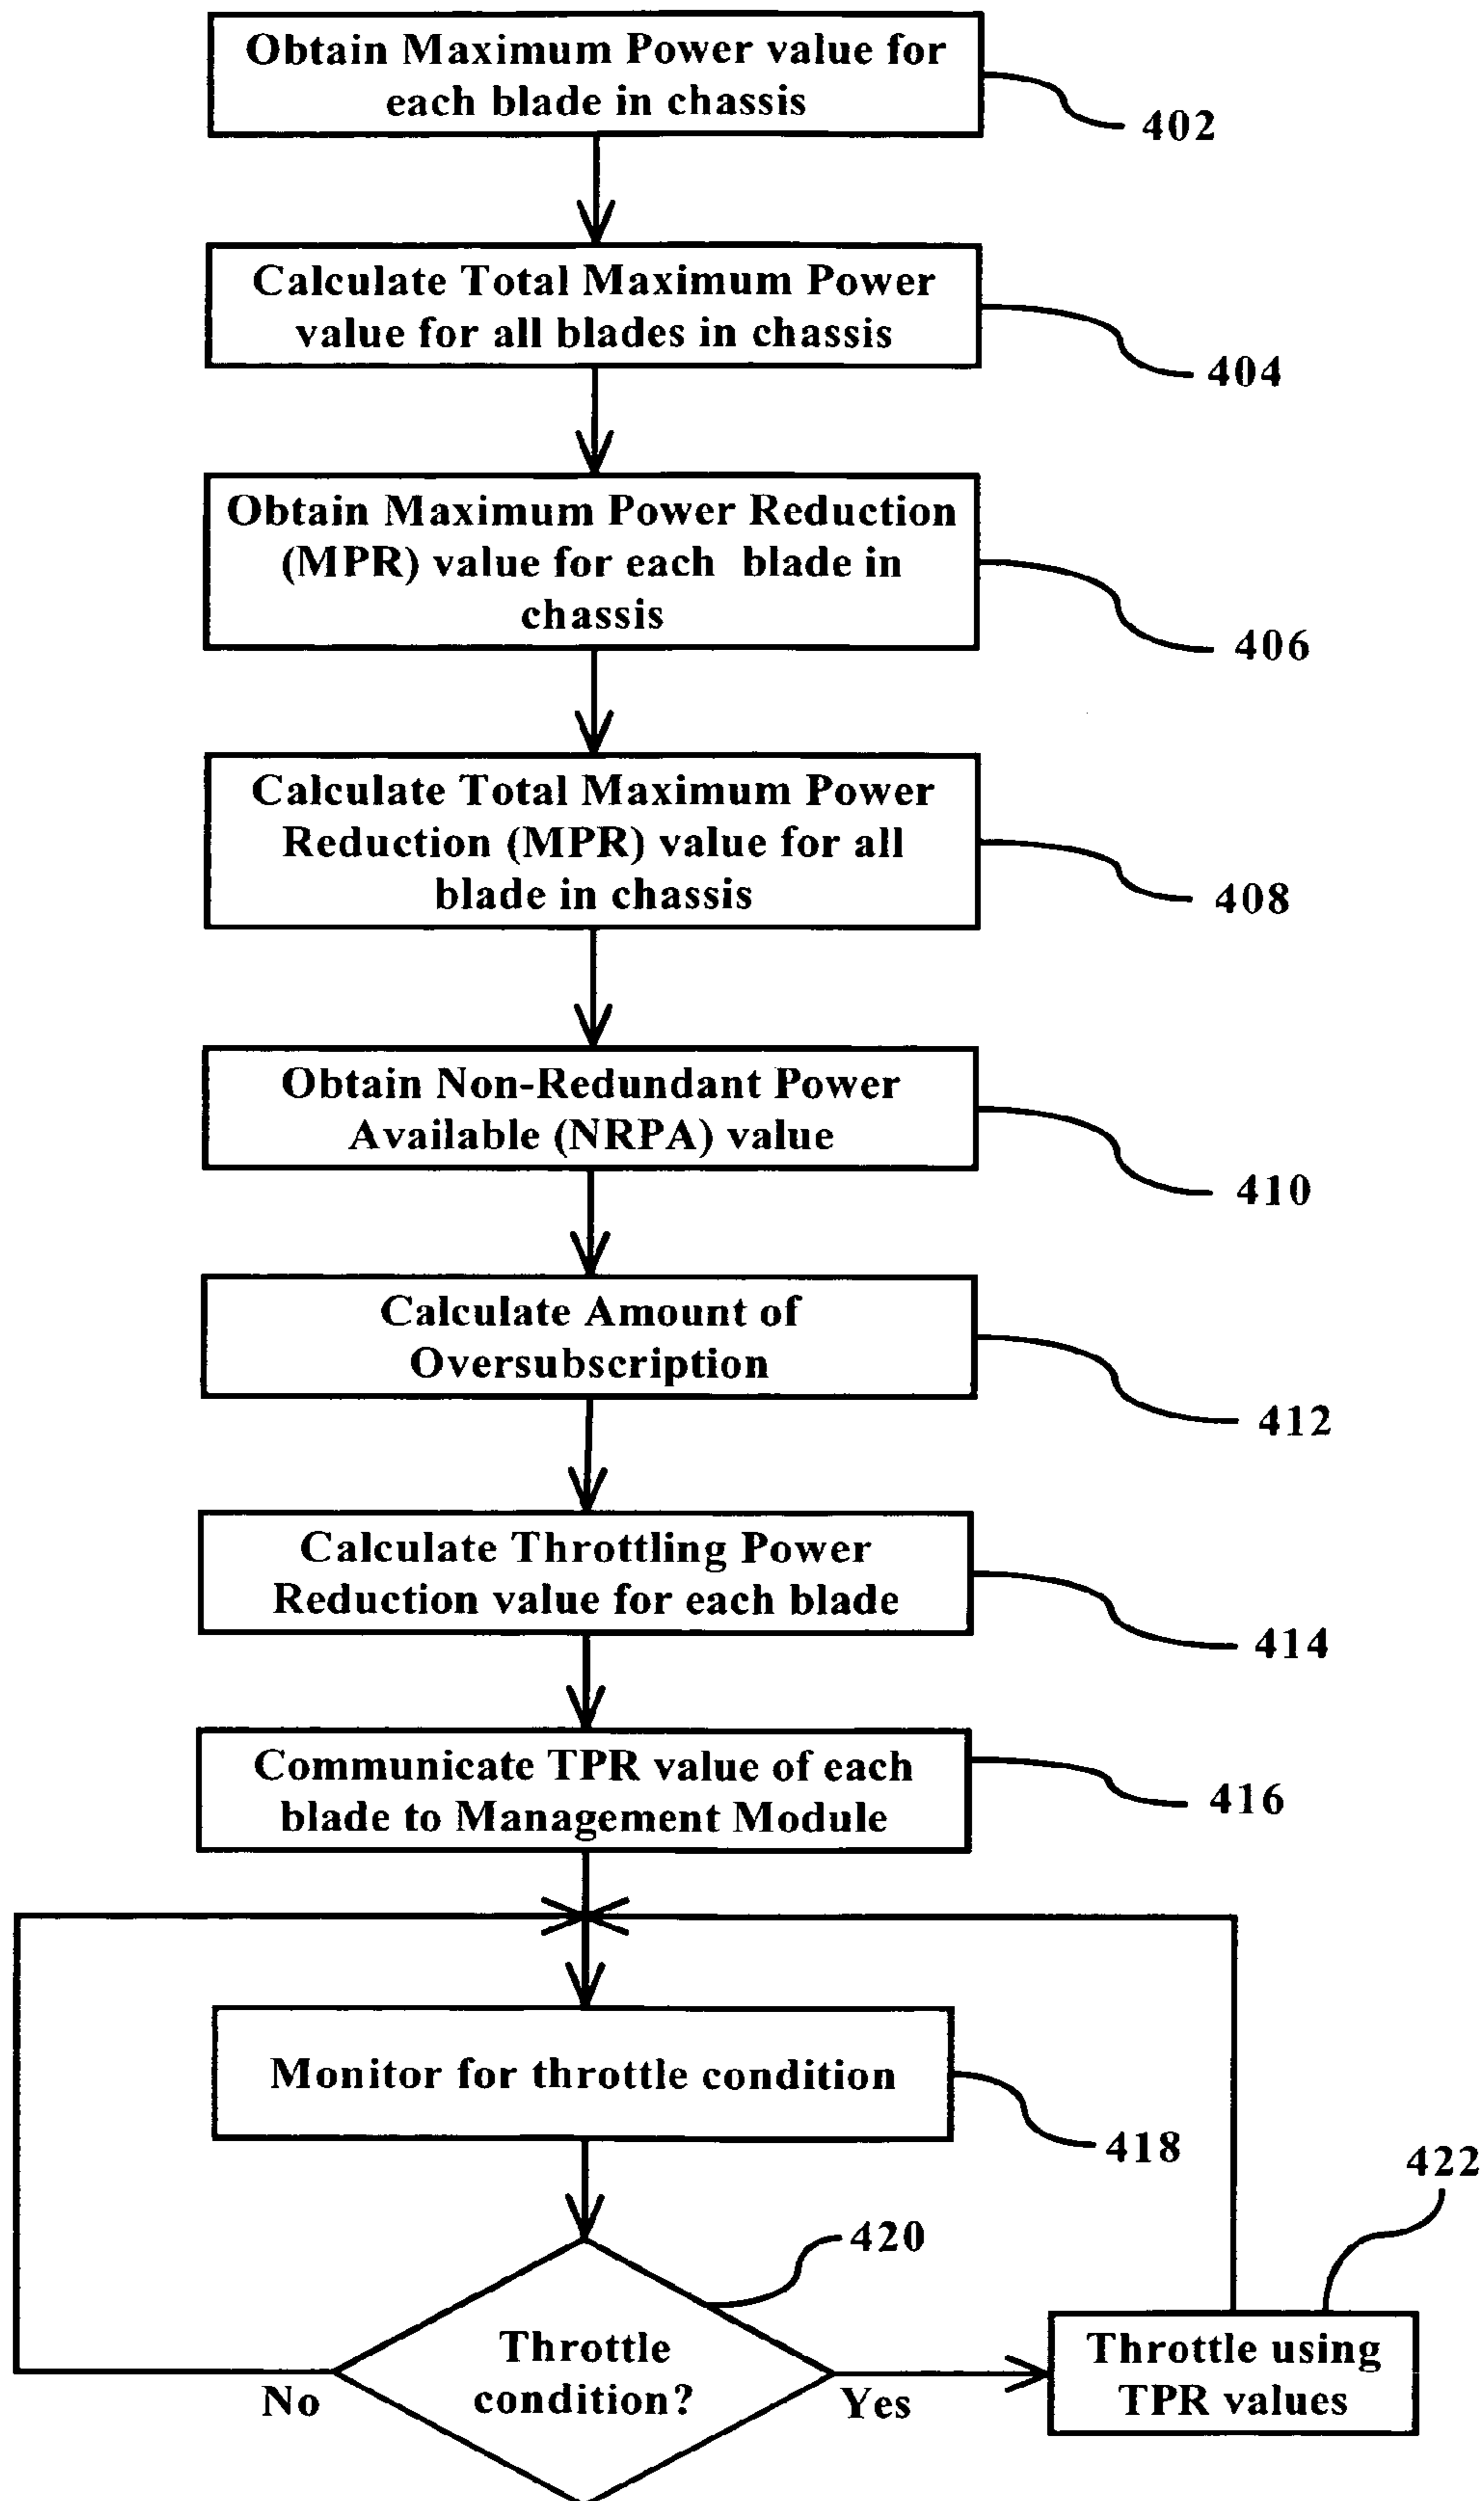 Obtain Maximum Power value for
each blade in chassis
402
Calculate Total Maximum Power
value for all blades in chassis
404
Obtain Maximum Power Reduction
(MPR) value for each blade in
chassis
406
Calculate Total Maximum Power
Reduction (MPR) value for all
blade in chassis
408
Obtain Non-Redundant Power
Available (NRPA) value
410
Calculate Amount of
Oversubscription
412
Calculate Throttling Power
Reduction value for each blade
414
Communicate TPR value of each
blade to Management Module
416
Monitor for throttle condition
418
420
Throttle
condition?
No
Yes
422
Throttle using
TPR values